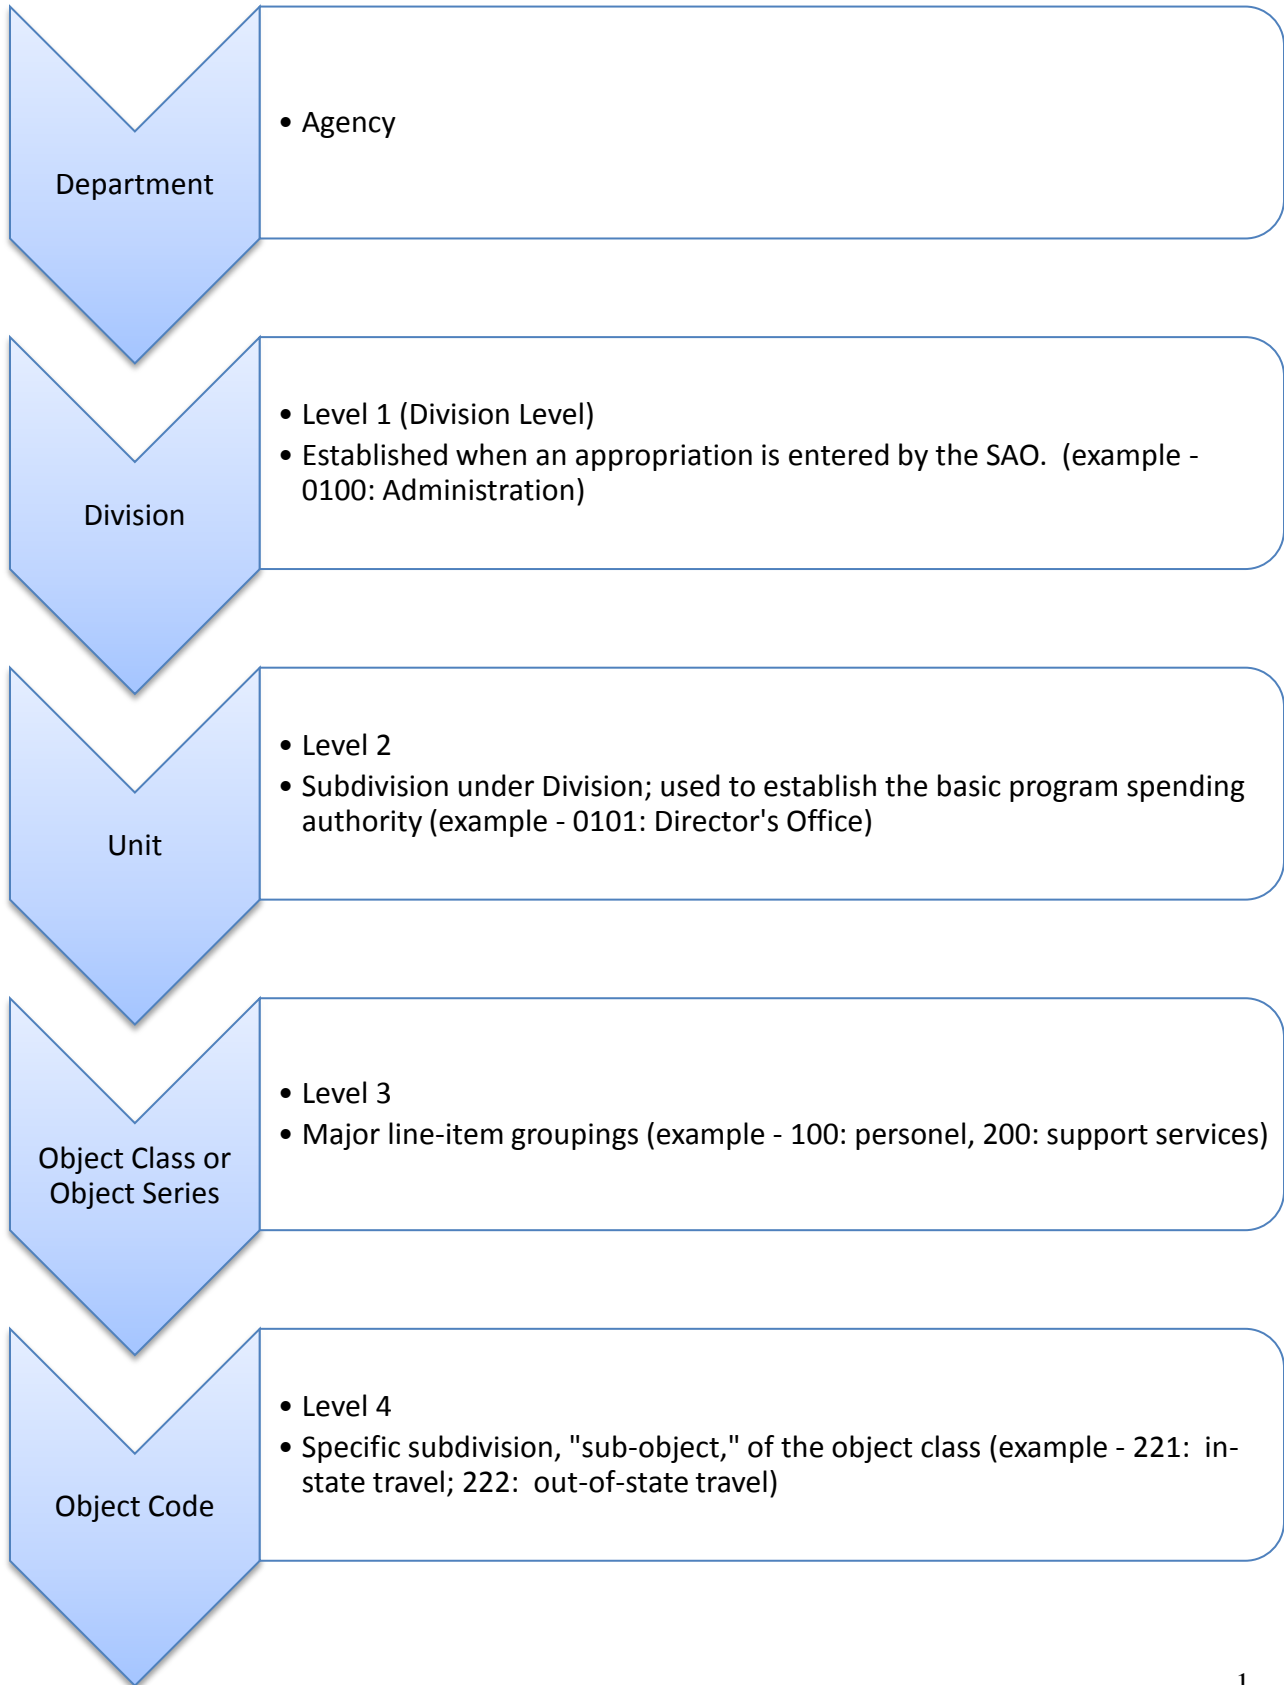 Department
• Agency
Division
• Level 1 (Division Level)
• Established when an appropriation is entered by the SAO.  (example -
0100: Administration)
Unit
• Level 2
• Subdivision under Division; used to establish the basic program spending
authority (example - 0101: Director's Office)
Object Class or
Object Series
• Level 3
• Major line-item groupings (example - 100: personel, 200: support services)
Object Code
• Level 4
• Specific subdivision, "sub-object," of the object class (example - 221:  in-
state travel; 222:  out-of-state travel)
1